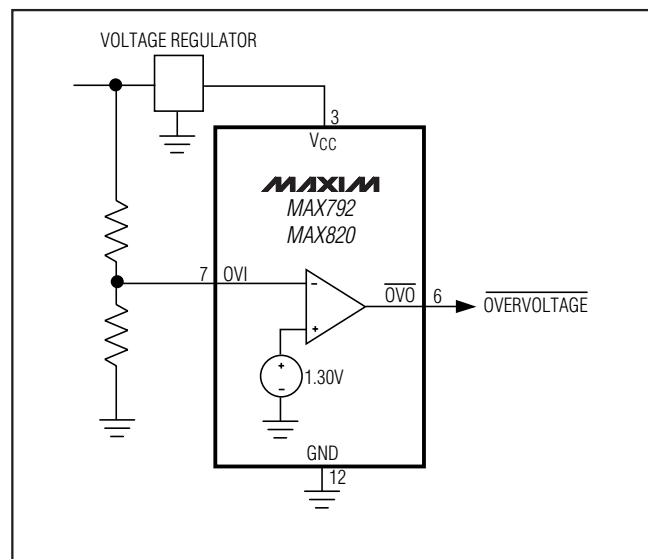 VOLTAGE REGULATOR
3
VCC
MAXIM
MAX792
MAX820
7 OVI
–
OVO 6
OVERVOLTAGE
+
+
1.30V
–
GND
12